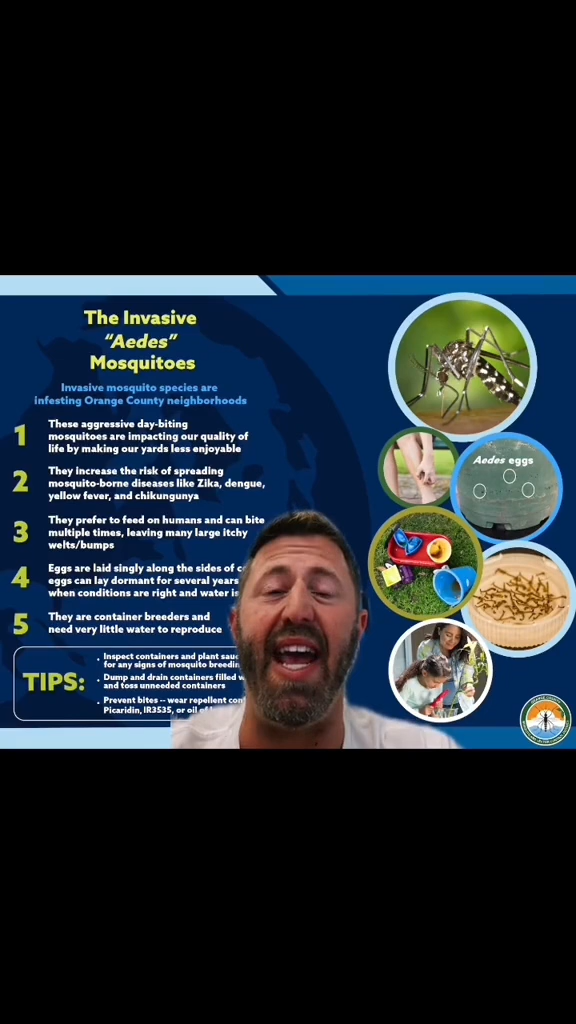 The Invasive
"Aedes"
Mosquitoes
Invasive mosquito species are
infesting Orange County neighborhoods
1 These aggressive day-biting
mosquitoes are impacting our quality of
life by making our yards less enjoyable
2 They increase the risk of spreading
mosquito-borne diseases like Zika, dengue,
yellow fever, and chikungunya
3 They prefer to feed on humans and can bite
multiple times, leaving many large itchy
welts/bumps
4 Eggs are laid singly along the sides of
eggs can lay dormant for several years
when conditions are right and water
5 They are container breeders and
need very little water to reproduce
TIPS:
• Inspect containers and plant
for any signs of mosquito
• Dump and drain containers filled
and toss unneeded containers
• Prevent bites -- wear repellent
Picaridin, IR3535, or oil
Aedes eggs